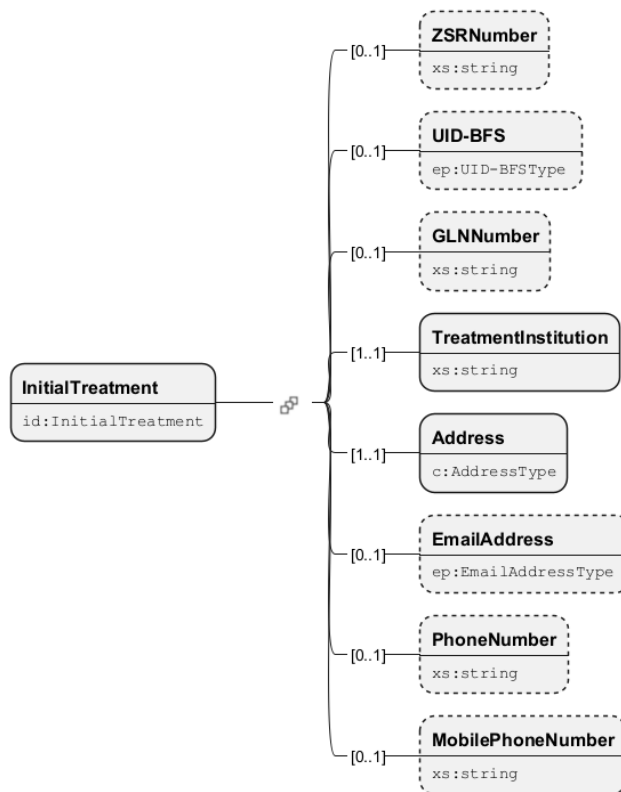 [0..1]
ZSRNumber
xs:string
[0..1]
UID-BFS
ep:UID-BFSType
[0..1]
GLNNumber
xs:string
[1..1]
TreatmentInstitution
xs:string
InitialTreatment
id:InitialTreatment
[1..1]
Address
c:AddressType
[0..1]
EmailAddress
ep:EmailAddressType
[0..1]
PhoneNumber
xs:string
[0..1]
MobilePhoneNumber
xs:string